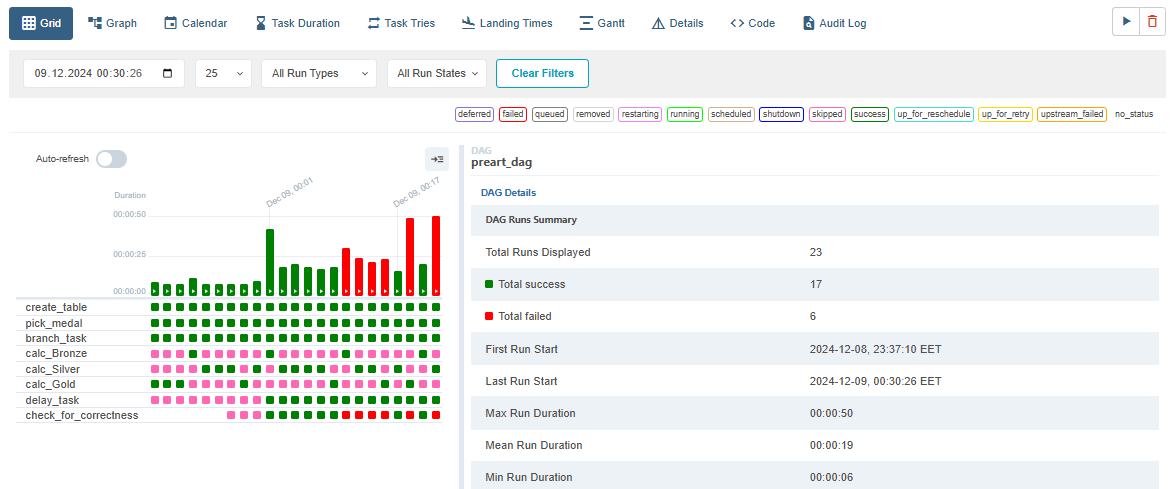 Grid Graph Calendar Task Duration Task Tries Landing Times Gantt Details Code Audit Log
09.12.2024 00:30:26 25 All Run Types All Run States Clear Filters
deferred failed queued removed restarting running scheduled shutdown skipped success up_for_reschedule up_for_retry upstream_failed no_status
Auto-refresh
Duration
00:00:50
00:00:25
00:00:00
Dec 09, 00:01
Dec 09, 00:17
create_table
pick_medal
branch_task
calc_Bronze
calc_Silver
calc_Gold
delay_task
check_for_correctness
DAG
preart_dag
DAG Details
DAG Runs Summary
Total Runs Displayed 23
Total success 17
Total failed 6
First Run Start 2024-12-08, 23:37:10 EET
Last Run Start 2024-12-09, 00:30:26 EET
Max Run Duration 00:00:50
Mean Run Duration 00:00:19
Min Run Duration 00:00:06